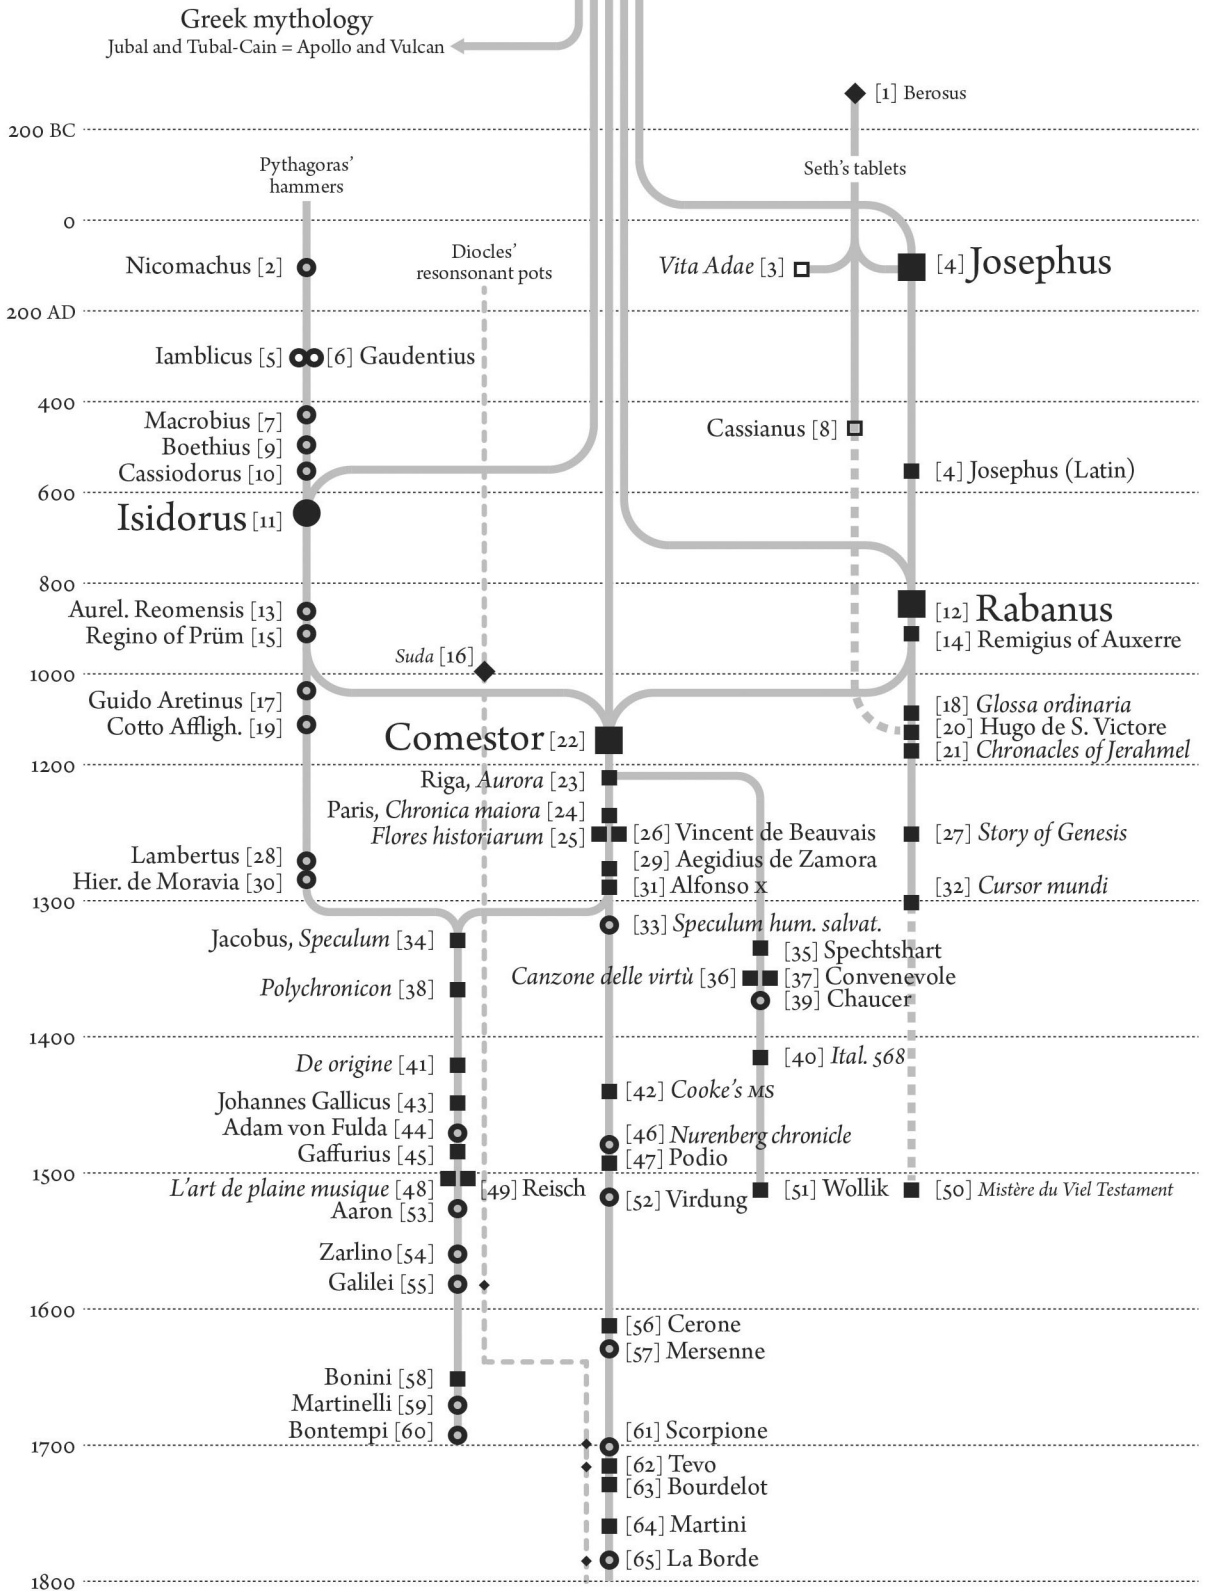 Greek mythology
Jubal and Tubal-Cain = Apollo and Vulcan
[1] Berosus
200 BC
Pythagoras’
hammers
Seth’s tablets
0
Nicomachus [2]
Diocles’
resonsonant pots
Vita Adae [3]
[4] Josephus
200 AD
Iamblicus [5]
[6] Gaudentius
400
Macrobius [7]
Boethius [9]
Cassiodorus [10]
Cassianus [8]
[4] Josephus (Latin)
600
Isidorus [11]
800
Aurel. Reomensis [13]
Regino of Prüm [15]
[12] Rabanus
[14] Remigius of Auxerre
Suda [16]
1000
Guido Aretinus [17]
Cotto Affligh. [19]
[18] Glossa ordinaria
[20] Hugo de S. Victore
[21] Chronacles of Jerahmel
Comestor [22]
1200
Riga, Aurora [23]
Paris, Chronica maiora [24]
Flores historiarum [25]
[26] Vincent de Beauvais
[27] Story of Genesis
Lambertus [28]
[29] Aegidius de Zamora
Hier. de Moravia [30]
[31] Alfonso X
[32] Cursor mundi
1300
[33] Speculum hum. salvat.
Jacobus, Speculum [34]
[35] Spechtshart
Canzone delle virtù [36]
[37] Convenevole
Polychronicon [38]
[39] Chaucer
1400
De origine [41]
[40] Ital. 568
Johannes Gallicus [43]
[42] Cooke’s MS
Adam von Fulda [44]
Gaffurius [45]
[46] Nurenberg chronicle
[47] Podio
1500
L’art de plaine musique [48]
[49] Reisch
[51] Wollik
[50] Mistère du Viel Testament
Aaron [53]
[52] Virdung
Zarlino [54]
Galilei [55]
1600
[56] Cerone
[57] Mersenne
Bonini [58]
Martinelli [59]
Bontempi [60]
[61] Scorpione
1700
[62] Tevo
[63] Bourdelot
[64] Martini
[65] La Borde
1800